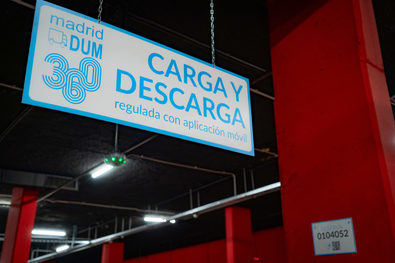 madrid
DUM
360
CARGA Y
DESCARGA
regulada con aplicación móvil
0104052